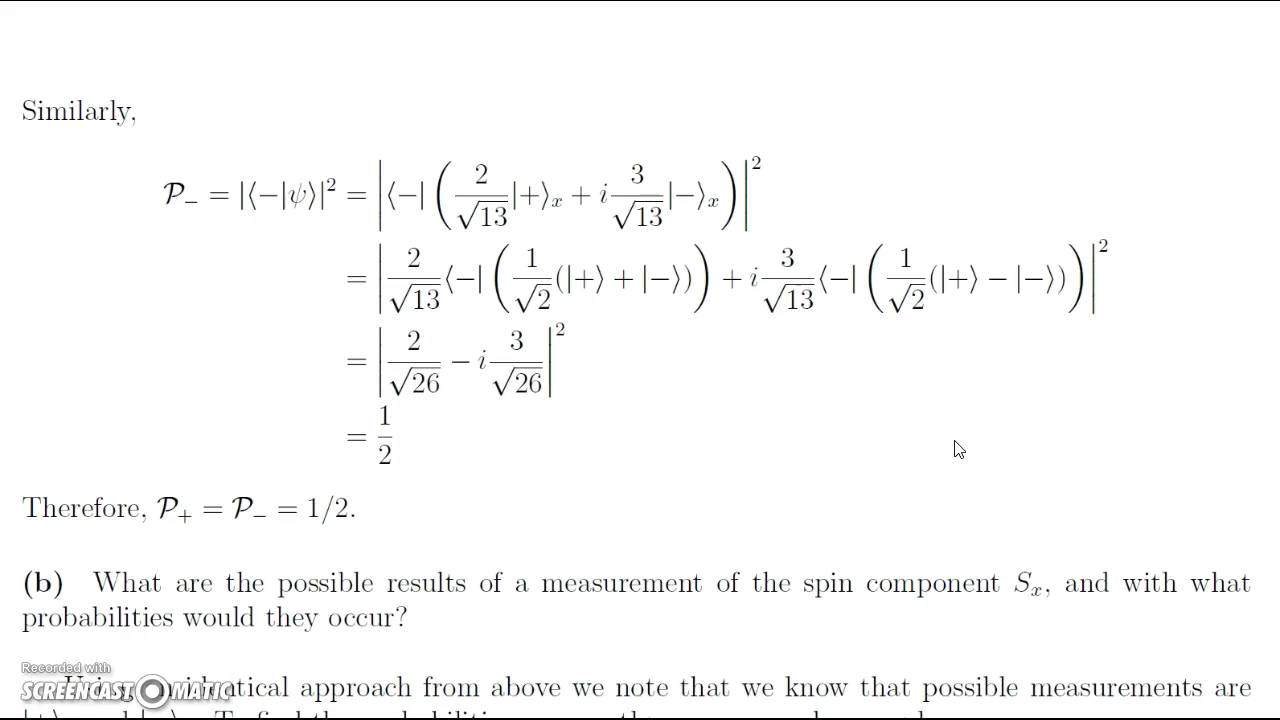 Similarly,
𝒫₋ = |⟨−|ψ⟩|² = |⟨−| (2/√13 |+⟩ₓ + i 3/√13 |−⟩ₓ)|²
= |2/√13 ⟨−| (1/√2 (|+⟩ + |−⟩)) + i 3/√13 ⟨−| (1/√2 (|+⟩ − |−⟩))|²
= |2/√26 − i 3/√26|²
= 1/2
Therefore, 𝒫₊ = 𝒫₋ = 1/2.
(b) What are the possible results of a measurement of the spin component Sₓ, and with what
probabilities would they occur?
Recorded with
SCREENCAST-O-MATIC
Using identical approach from above we note that we know that possible measurements are